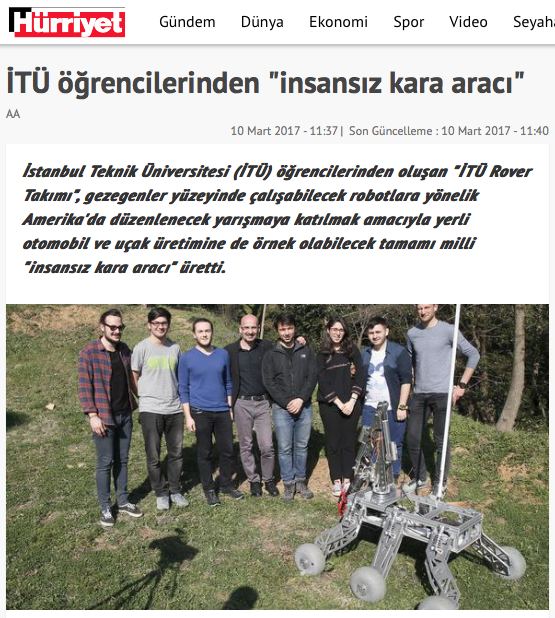 Hürriyet Gündem Dünya Ekonomi Spor Video Seyaha
İTÜ öğrencilerinden "insansız kara aracı"
AA
10 Mart 2017 - 11:37 | Son Güncelleme : 10 Mart 2017 - 11:40
İstanbul Teknik Üniversitesi (İTÜ) öğrencilerinden oluşan "İTÜ Rover
Takımı", gezegenler yüzeyinde çalışabilecek robotlara yönelik
Amerika'da düzenlenecek yarışmaya katılmak amacıyla yerli
otomobil ve uçak üretimine de örnek olabilecek tamamı milli
"insansız kara aracı" üretti.